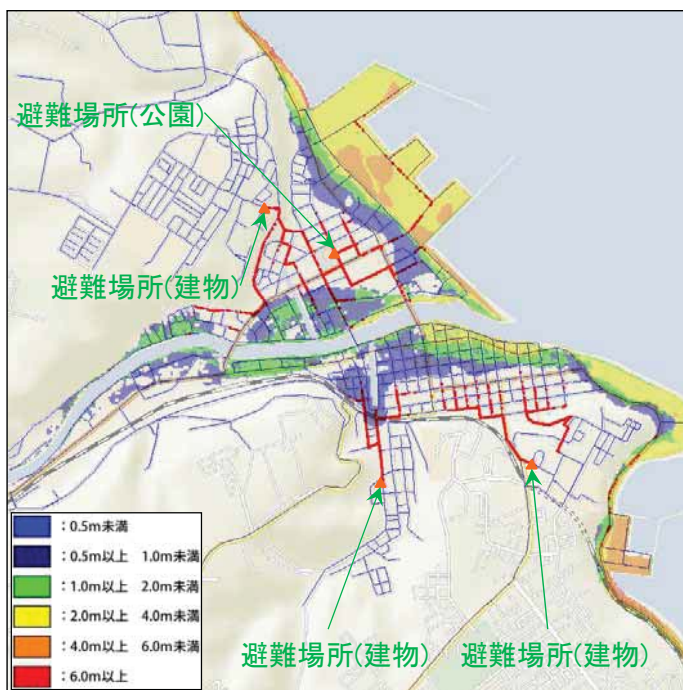 避難場所(公園)
避難場所(建物)
:0.5m未満
:0.5m以上 1.0m未満
:1.0m以上 2.0m未満
:2.0m以上 4.0m未満
:4.0m以上 6.0m未満
:6.0m以上
避難場所(建物)
避難場所(建物)